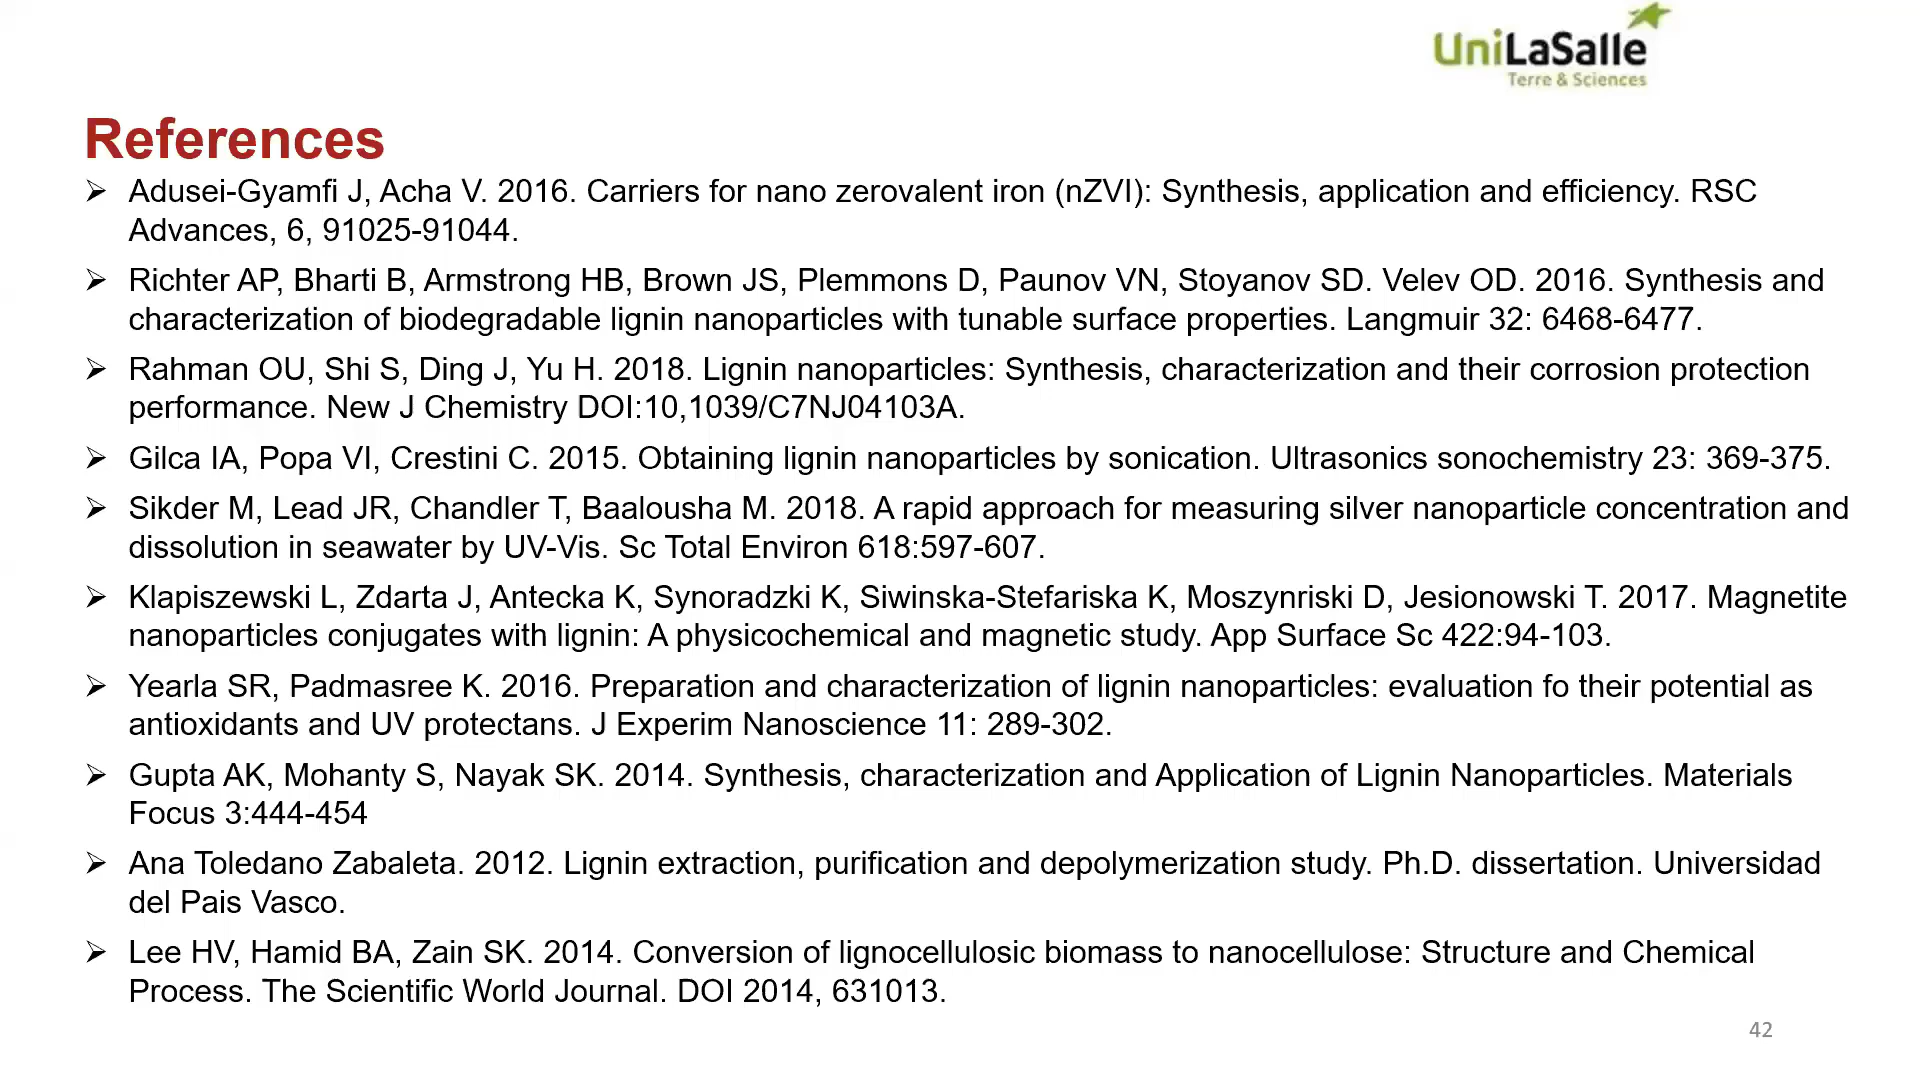 UniLaSalle
Terre & Sciences
References
➢ Adusei-Gyamfi J, Acha V. 2016. Carriers for nano zerovalent iron (nZVI): Synthesis, application and efficiency. RSC
Advances, 6, 91025-91044.
➢ Richter AP, Bharti B, Armstrong HB, Brown JS, Plemmons D, Paunov VN, Stoyanov SD. Velev OD. 2016. Synthesis and
characterization of biodegradable lignin nanoparticles with tunable surface properties. Langmuir 32: 6468-6477.
➢ Rahman OU, Shi S, Ding J, Yu H. 2018. Lignin nanoparticles: Synthesis, characterization and their corrosion protection
performance. New J Chemistry DOI:10,1039/C7NJ04103A.
➢ Gilca IA, Popa VI, Crestini C. 2015. Obtaining lignin nanoparticles by sonication. Ultrasonics sonochemistry 23: 369-375.
➢ Sikder M, Lead JR, Chandler T, Baalousha M. 2018. A rapid approach for measuring silver nanoparticle concentration and
dissolution in seawater by UV-Vis. Sc Total Environ 618:597-607.
➢ Klapiszewski L, Zdarta J, Antecka K, Synoradzki K, Siwinska-Stefariska K, Moszynriski D, Jesionowski T. 2017. Magnetite
nanoparticles conjugates with lignin: A physicochemical and magnetic study. App Surface Sc 422:94-103.
➢ Yearla SR, Padmasree K. 2016. Preparation and characterization of lignin nanoparticles: evaluation fo their potential as
antioxidants and UV protectans. J Experim Nanoscience 11: 289-302.
➢ Gupta AK, Mohanty S, Nayak SK. 2014. Synthesis, characterization and Application of Lignin Nanoparticles. Materials
Focus 3:444-454
➢ Ana Toledano Zabaleta. 2012. Lignin extraction, purification and depolymerization study. Ph.D. dissertation. Universidad
del Pais Vasco.
➢ Lee HV, Hamid BA, Zain SK. 2014. Conversion of lignocellulosic biomass to nanocellulose: Structure and Chemical
Process. The Scientific World Journal. DOI 2014, 631013.
42